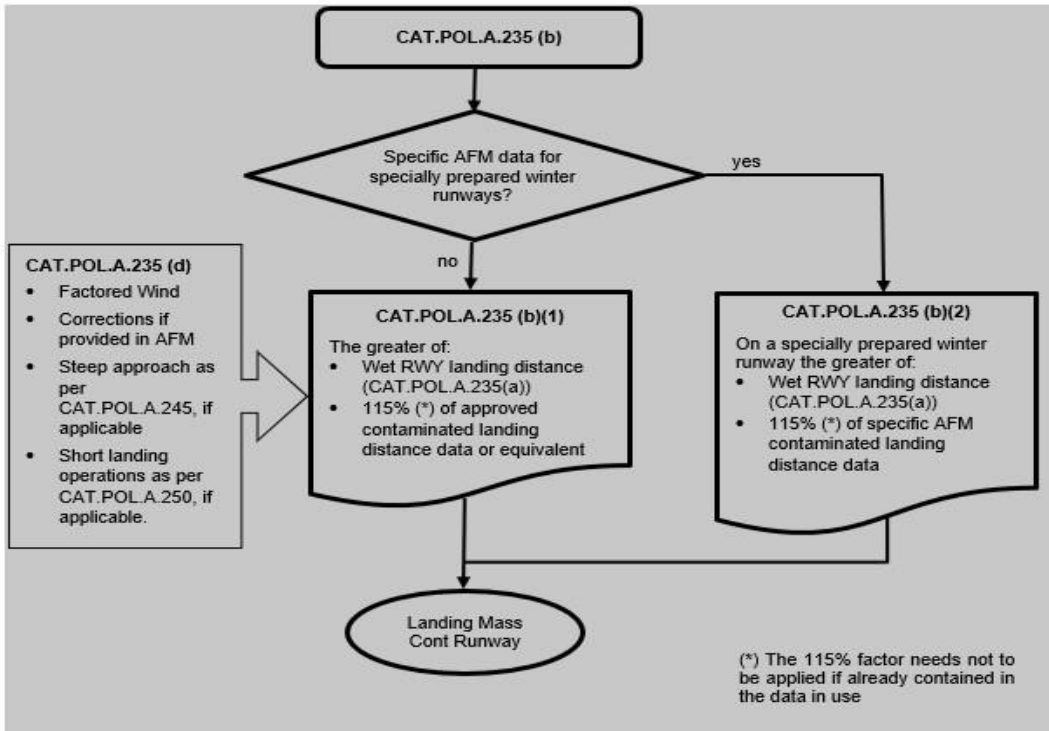 CAT.POL.A.235 (b)
Specific AFM data for
specially prepared winter
runways?
yes
no
CAT.POL.A.235 (d)
• Factored Wind
• Corrections if
provided in AFM
• Steep approach as
per
CAT.POL.A.245, if
applicable
• Short landing
operations as per
CAT.POL.A.250, if
applicable.
CAT.POL.A.235 (b)(1)
The greater of:
• Wet RWY landing distance
(CAT.POL.A.235(a))
• 115% (*) of approved
contaminated landing
distance data or equivalent
CAT.POL.A.235 (b)(2)
On a specially prepared winter
runway the greater of:
• Wet RWY landing distance
(CAT.POL.A.235(a))
• 115% (*) of specific AFM
contaminated landing
distance data
Landing Mass
Cont Runway
(*) The 115% factor needs not to
be applied if already contained in
the data in use